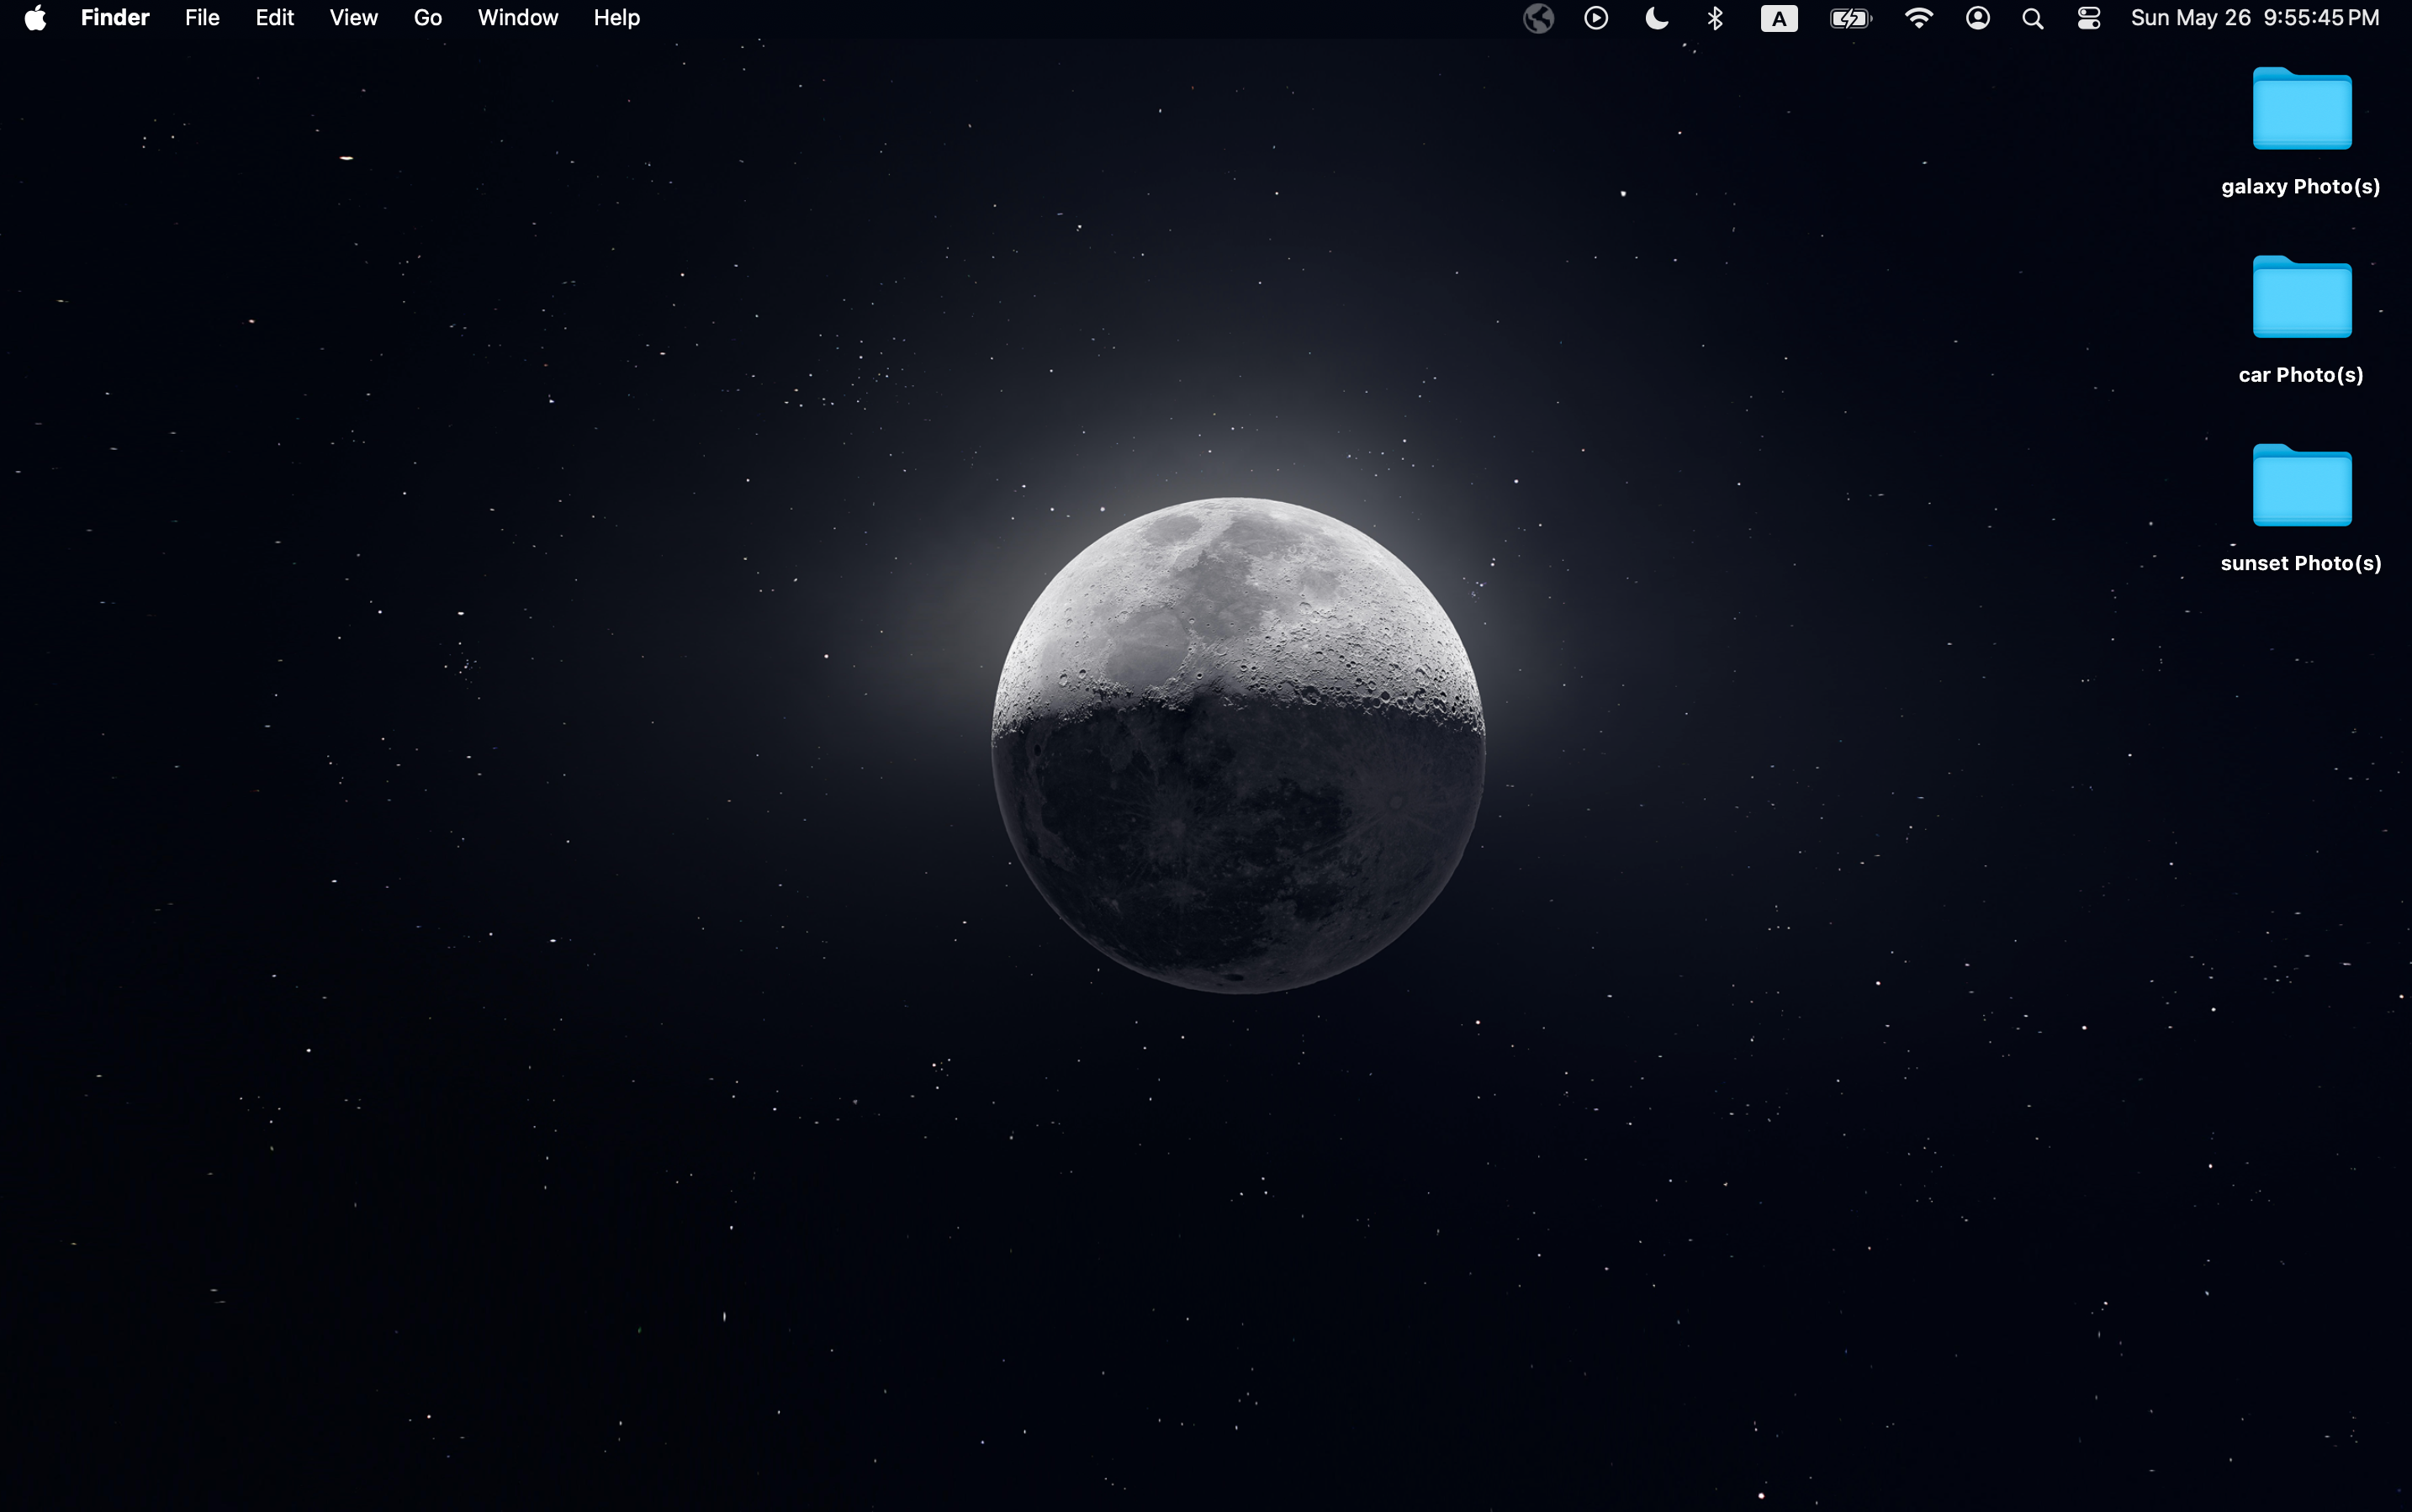 Finder File Edit View Go Window Help A Sun May 26 9:55:45 PM
galaxy Photo(s)
car Photo(s)
sunset Photo(s)